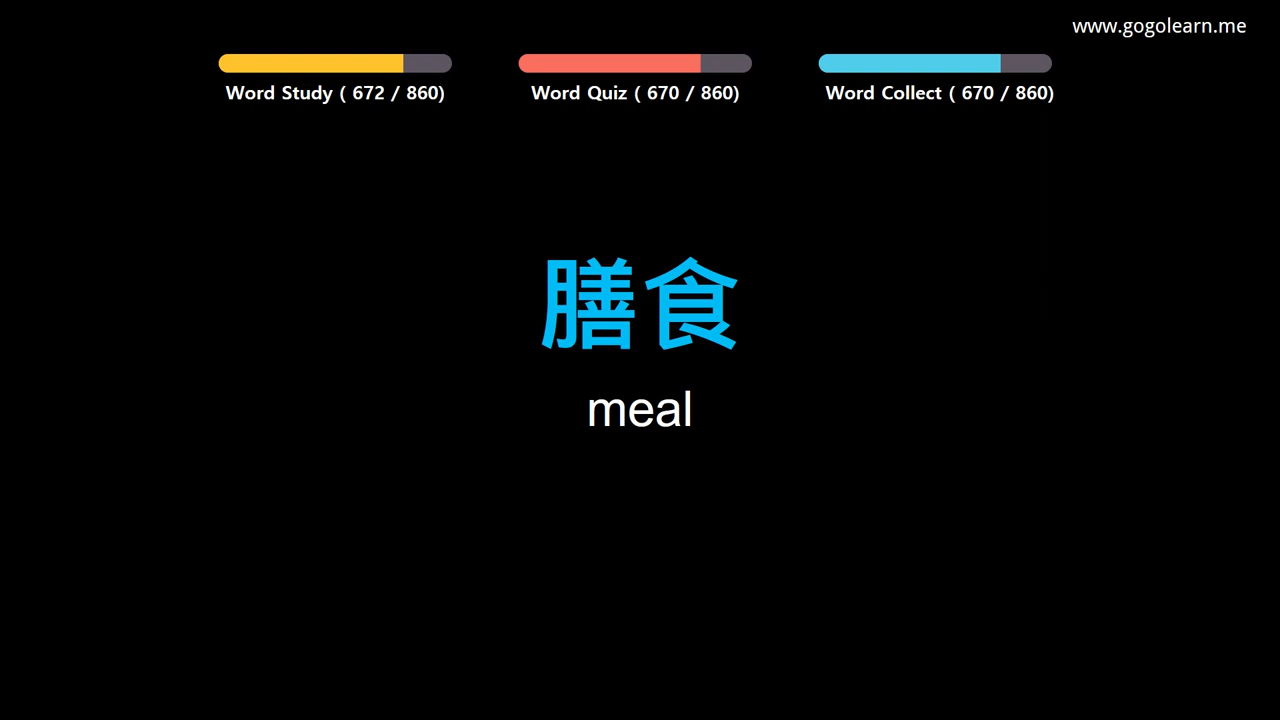 www.gogolearn.me
Word Study ( 672 / 860)
Word Quiz ( 670 / 860)
Word Collect ( 670 / 860)
膳食
meal